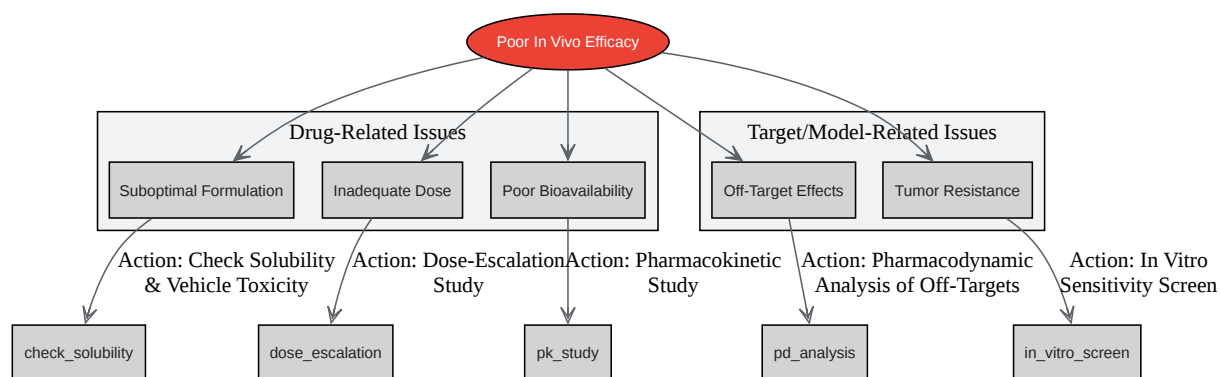 Poor In Vivo Efficacy
Drug-Related Issues
Target/Model-Related Issues
Suboptimal Formulation
Inadequate Dose
Poor Bioavailability
Off-Target Effects
Tumor Resistance
Action: Check Solubility
& Vehicle Toxicity
Action: Dose-Escalation
Study
Action: Pharmacokinetic
Study
Action: Pharmacodynamic
Analysis of Off-Targets
Action: In Vitro
Sensitivity Screen
check_solubility
dose_escalation
pk_study
pd_analysis
in_vitro_screen